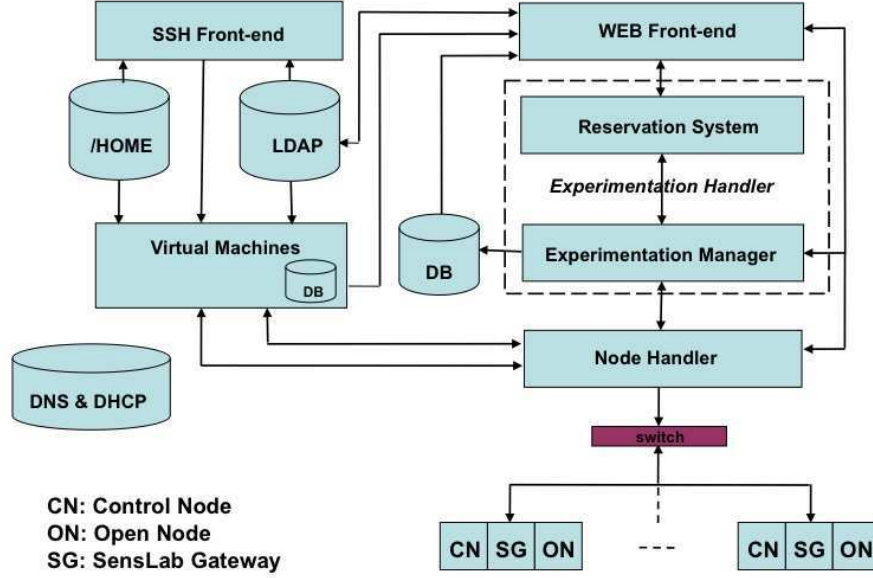 SSH Front-end
WEB Front-end
/HOME
LDAP
Reservation System
Experimentation Handler
Virtual Machines
DB
DB
Experimentation Manager
Node Handler
DNS & DHCP
switch
CN: Control Node
ON: Open Node
SG: SensLab Gateway
CN SG ON
CN SG ON